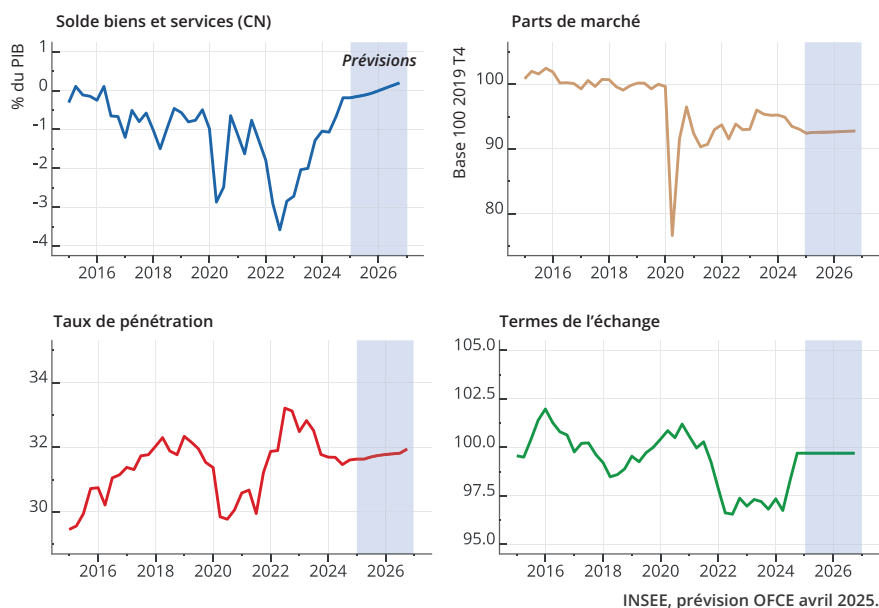 Solde biens et services (CN)
% du PIB
1
0
-1
-2
-3
-4
Prévisions
2016 2018 2020 2022 2024 2026
Parts de marché
Base 100 2019 T4
100
90
80
2016 2018 2020 2022 2024 2026
Taux de pénétration
34
32
30
2016 2018 2020 2022 2024 2026
Termes de l’échange
105.0
102.5
100.0
97.5
95.0
2016 2018 2020 2022 2024 2026
INSEE, prévision OFCE avril 2025.